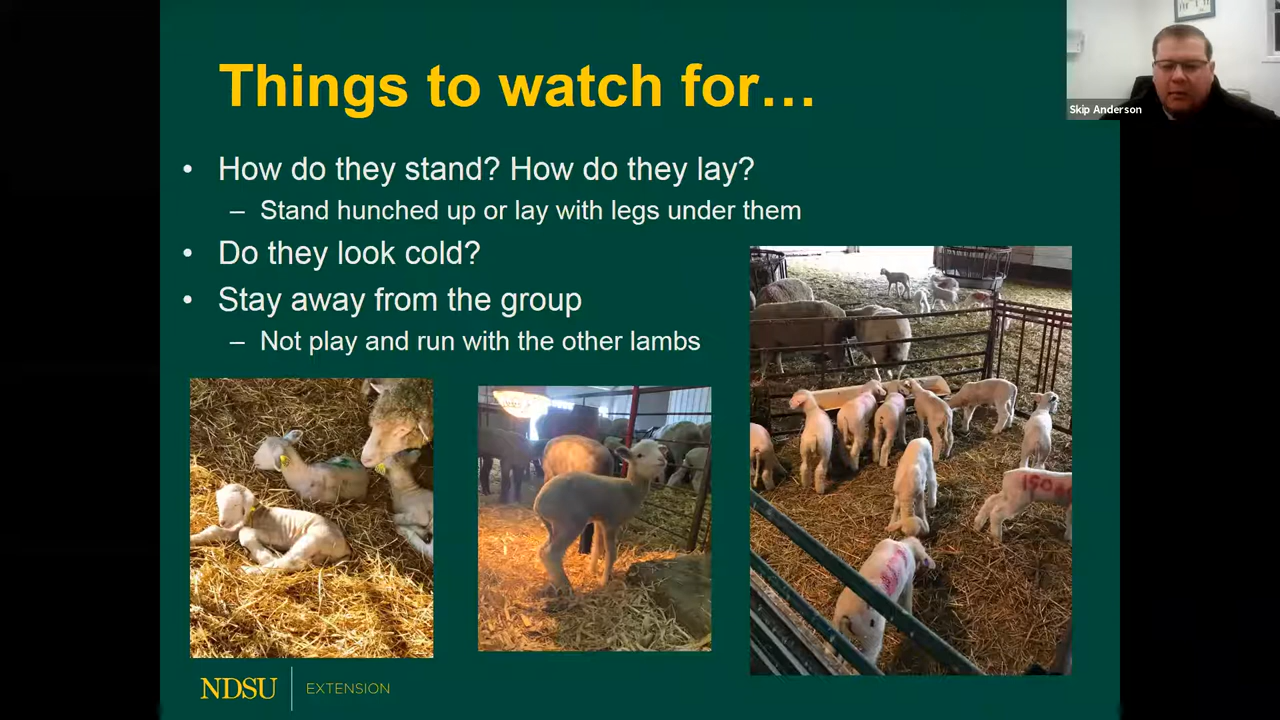 Things to watch for…
Skip Anderson
• How do they stand? How do they lay?
– Stand hunched up or lay with legs under them
• Do they look cold?
• Stay away from the group
– Not play and run with the other lambs
NDSU EXTENSION